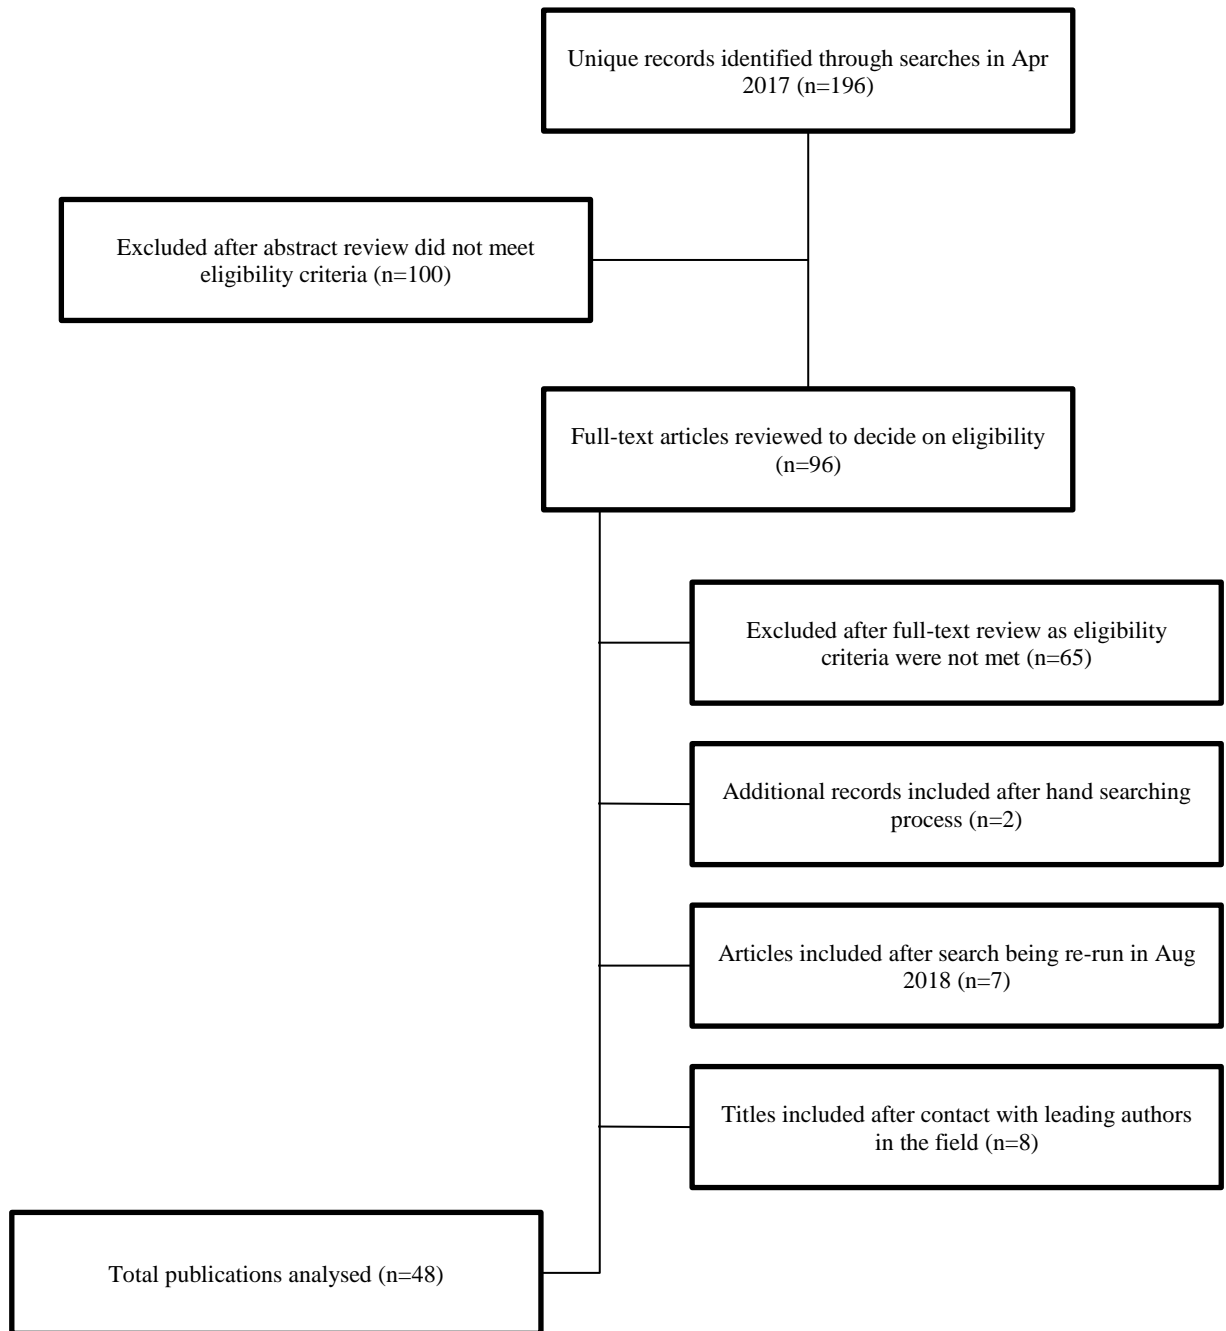 Unique records identified through searches in Apr
2017 (n=196)
Excluded after abstract review did not meet
eligibility criteria (n=100)
Full-text articles reviewed to decide on eligibility
(n=96)
Excluded after full-text review as eligibility
criteria were not met (n=65)
Additional records included after hand searching
process (n=2)
Articles included after search being re-run in Aug
2018 (n=7)
Titles included after contact with leading authors
in the field (n=8)
Total publications analysed (n=48)